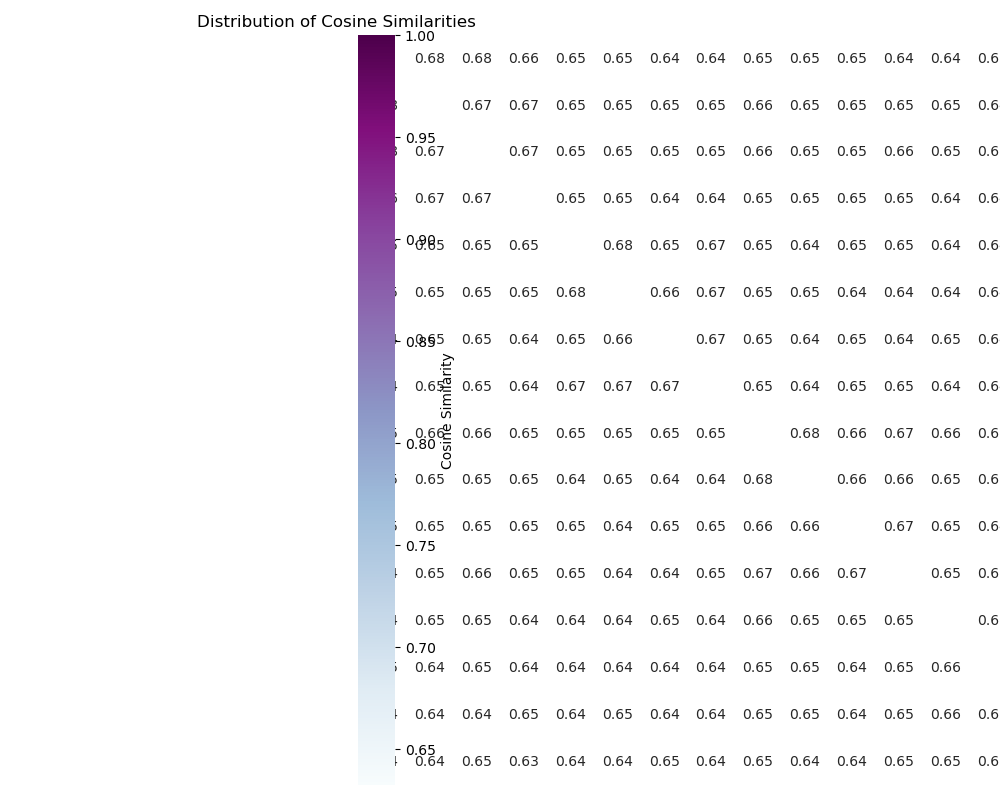 Distribution of Cosine Similarities
1.00
0.95
0.90
0.85
0.80
0.75
0.70
0.65
Cosine Similarity
0.68 0.68 0.66 0.65 0.65 0.64 0.64 0.65 0.65 0.65 0.64 0.64
0.67 0.67 0.65 0.65 0.65 0.65 0.66 0.65 0.65 0.65 0.65
0.67 0.67 0.65 0.65 0.65 0.65 0.66 0.65 0.65 0.66 0.65
0.67 0.67 0.65 0.65 0.64 0.64 0.65 0.65 0.65 0.65 0.64
0.65 0.65 0.65 0.68 0.65 0.67 0.65 0.64 0.65 0.65 0.64
0.65 0.65 0.65 0.68 0.66 0.67 0.65 0.65 0.64 0.64 0.64
0.65 0.65 0.64 0.65 0.66 0.67 0.65 0.64 0.65 0.64 0.65
0.65 0.65 0.64 0.67 0.67 0.67 0.65 0.64 0.65 0.65 0.64
0.66 0.66 0.65 0.65 0.65 0.65 0.65 0.68 0.66 0.67 0.66
0.65 0.65 0.65 0.64 0.65 0.64 0.64 0.68 0.66 0.66 0.65
0.65 0.65 0.65 0.65 0.64 0.65 0.65 0.66 0.66 0.67 0.65
0.65 0.66 0.65 0.65 0.64 0.64 0.65 0.67 0.66 0.67 0.65
0.65 0.65 0.64 0.64 0.64 0.65 0.64 0.66 0.65 0.65 0.65
0.64 0.65 0.64 0.64 0.64 0.64 0.64 0.65 0.65 0.64 0.65 0.66
0.64 0.64 0.65 0.64 0.65 0.64 0.64 0.65 0.65 0.64 0.65 0.66
0.64 0.65 0.63 0.64 0.64 0.65 0.64 0.65 0.64 0.64 0.65 0.65